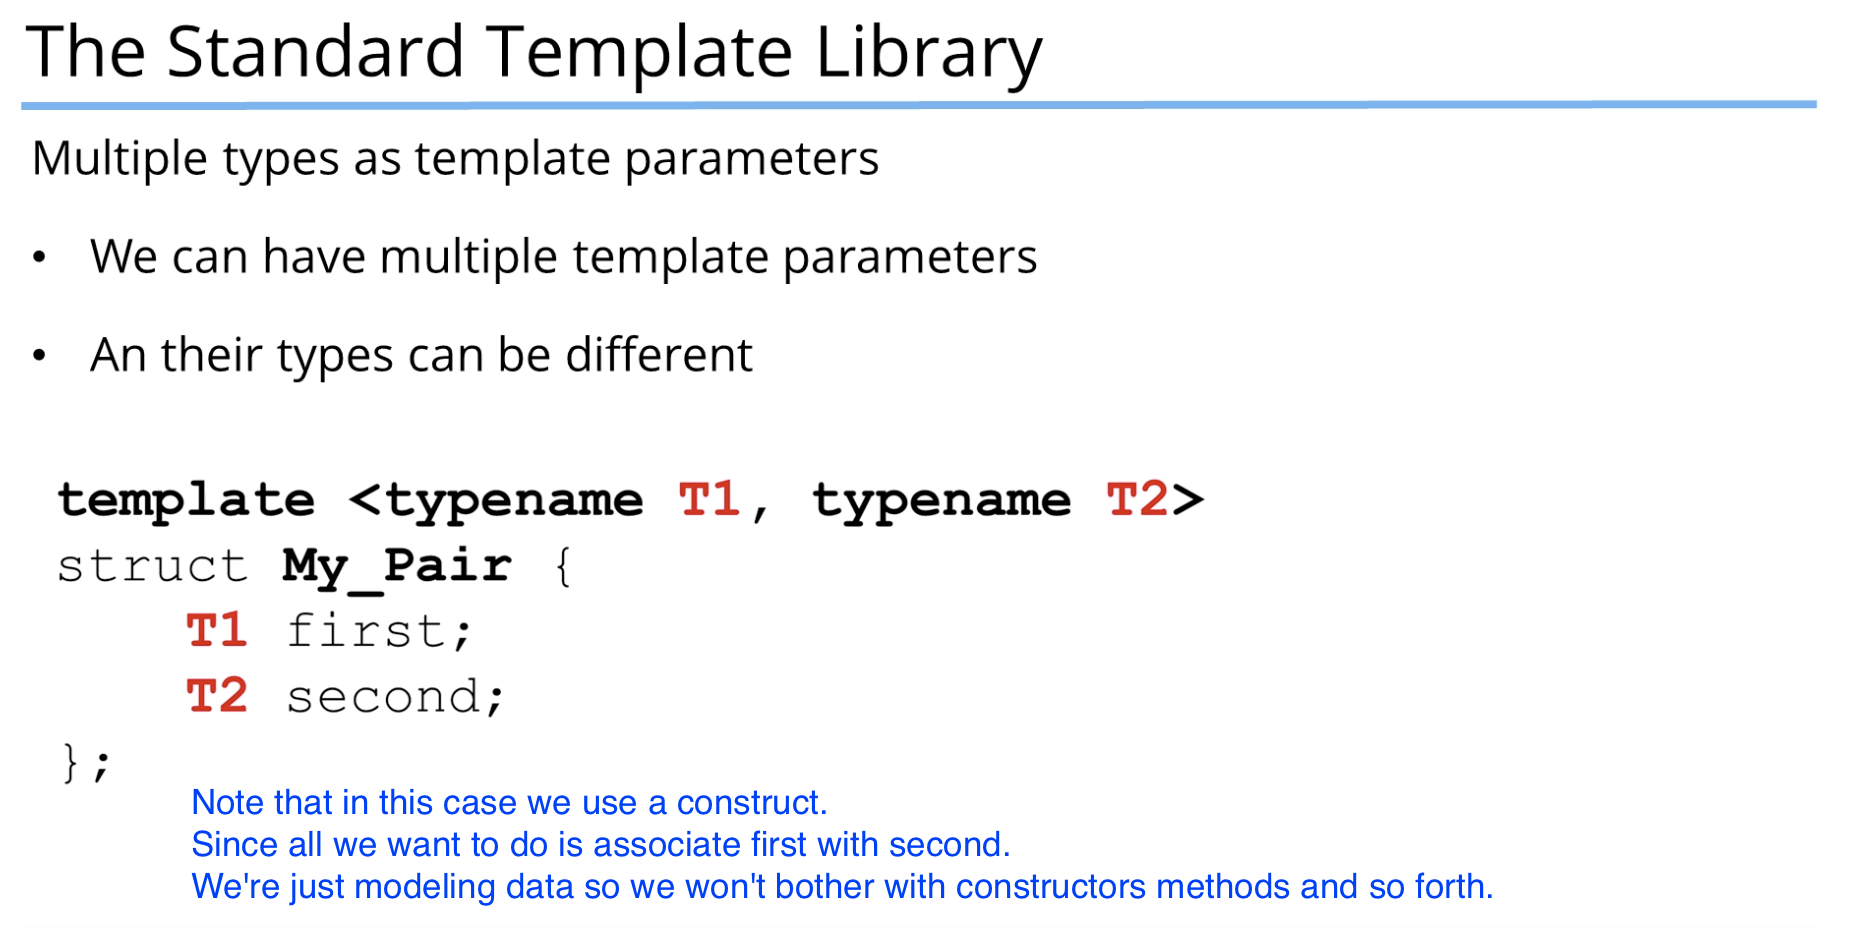 The Standard Template Library
Multiple types as template parameters
• We can have multiple template parameters
• An their types can be different
template <typename T1, typename T2>
struct My_Pair {
    T1 first;
    T2 second;
};
Note that in this case we use a construct.
Since all we want to do is associate first with second.
We're just modeling data so we won't bother with constructors methods and so forth.